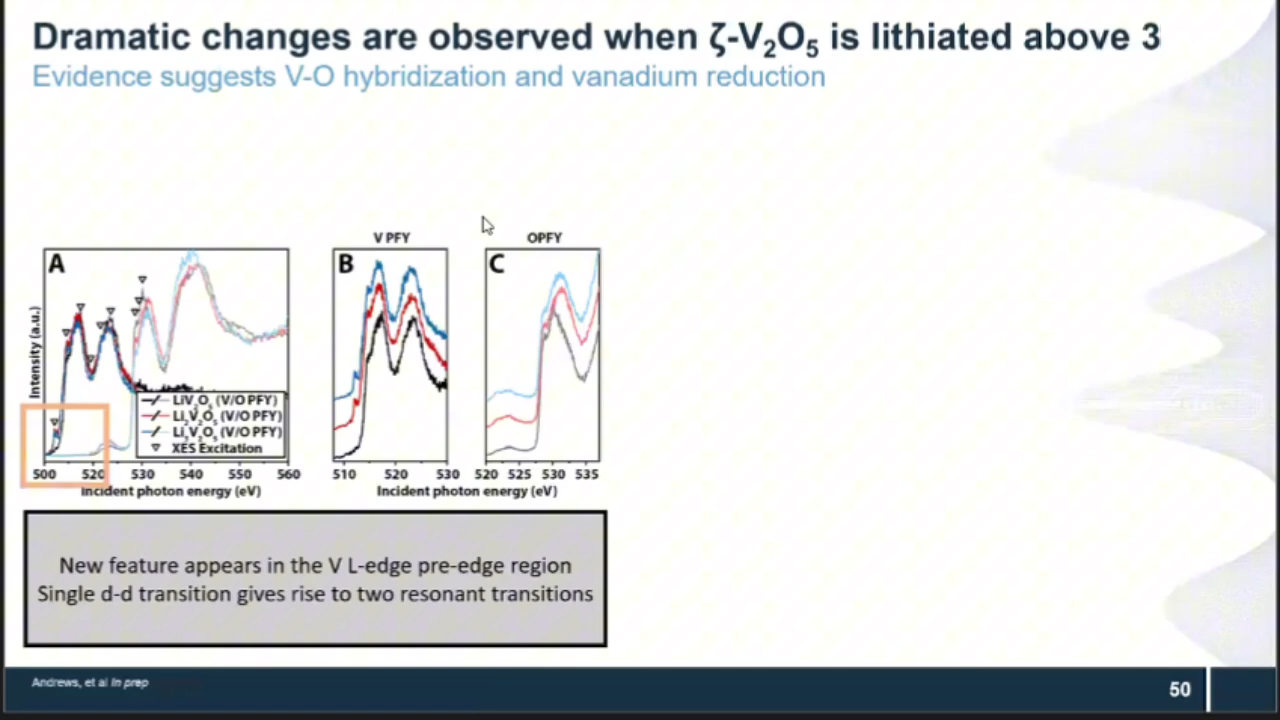 Dramatic changes are observed when ζ-V₂O₅ is lithiated above 3
Evidence suggests V-O hybridization and vanadium reduction
V PFY
OPFY
A
B
C
Intensity (a.u.)
LiV₂O₅ (V/O PFY)
Li₂V₂O₅ (V/O PFY)
Li₃V₂O₅ (V/O PFY)
XES Excitation
500 520 530 540 550 560
510 520 530
520 525 530 535
Incident photon energy (eV)
Incident photon energy (eV)
New feature appears in the V L-edge pre-edge region
Single d-d transition gives rise to two resonant transitions
Andrews, et al In prep
50